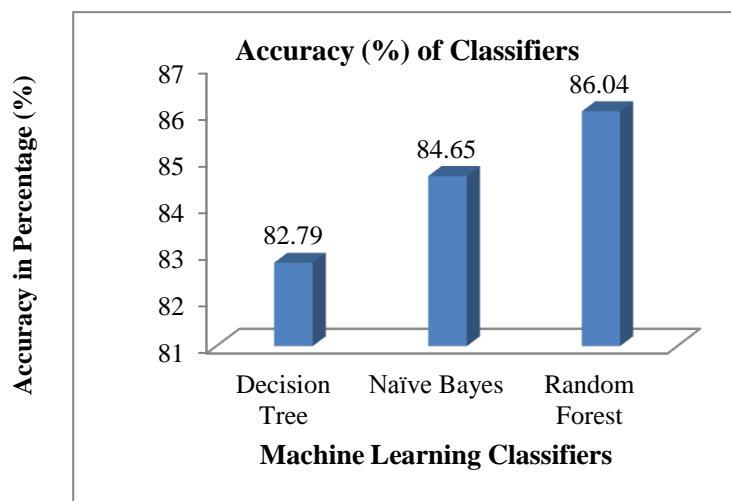 Accuracy (%) of Classifiers
Accuracy in Percentage (%)
87
86
85
84
83
82
81
82.79
84.65
86.04
Decision
Tree
Naïve Bayes
Random
Forest
Machine Learning Classifiers